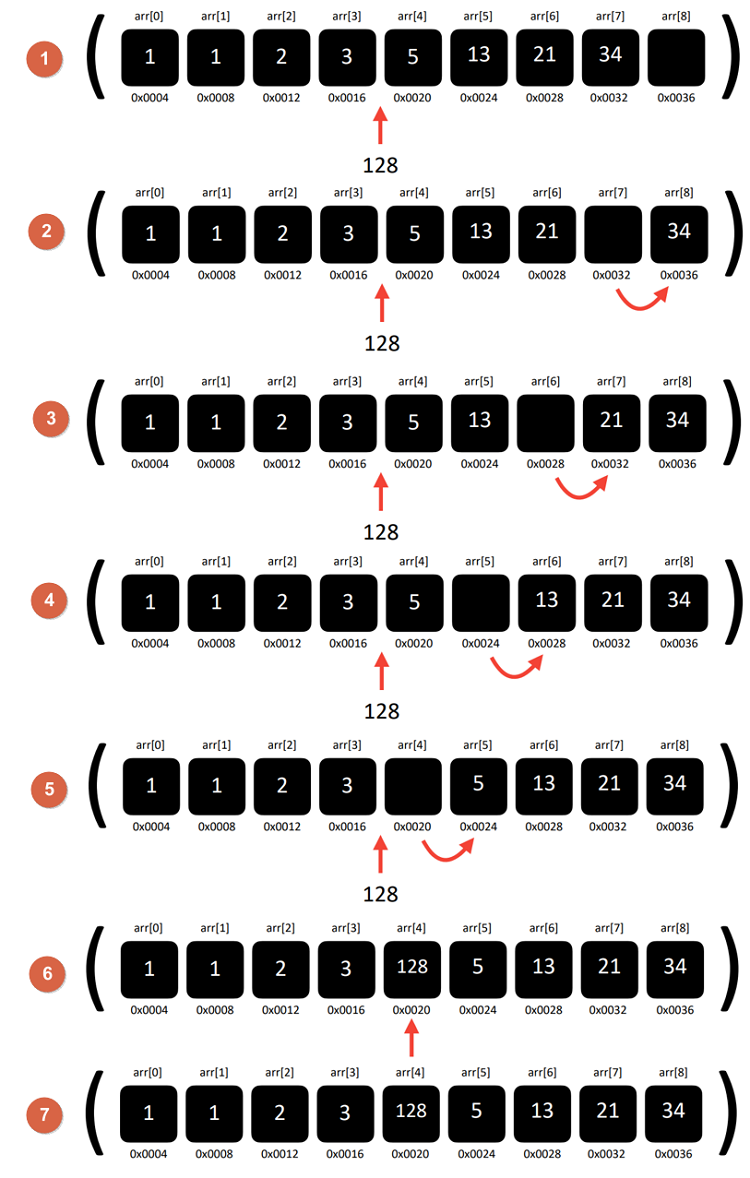 arr[0] arr[1] arr[2] arr[3] arr[4] arr[5] arr[6] arr[7] arr[8]
1 ( 1 1 2 3 5 13 21 34 )
0x0004 0x0008 0x0012 0x0016 0x0020 0x0024 0x0028 0x0032 0x0036
128
arr[0] arr[1] arr[2] arr[3] arr[4] arr[5] arr[6] arr[7] arr[8]
2 ( 1 1 2 3 5 13 21 34 )
0x0004 0x0008 0x0012 0x0016 0x0020 0x0024 0x0028 0x0032 0x0036
128
arr[0] arr[1] arr[2] arr[3] arr[4] arr[5] arr[6] arr[7] arr[8]
3 ( 1 1 2 3 5 13 21 34 )
0x0004 0x0008 0x0012 0x0016 0x0020 0x0024 0x0028 0x0032 0x0036
128
arr[0] arr[1] arr[2] arr[3] arr[4] arr[5] arr[6] arr[7] arr[8]
4 ( 1 1 2 3 5 13 21 34 )
0x0004 0x0008 0x0012 0x0016 0x0020 0x0024 0x0028 0x0032 0x0036
128
arr[0] arr[1] arr[2] arr[3] arr[4] arr[5] arr[6] arr[7] arr[8]
5 ( 1 1 2 3 5 13 21 34 )
0x0004 0x0008 0x0012 0x0016 0x0020 0x0024 0x0028 0x0032 0x0036
128
arr[0] arr[1] arr[2] arr[3] arr[4] arr[5] arr[6] arr[7] arr[8]
6 ( 1 1 2 3 128 5 13 21 34 )
0x0004 0x0008 0x0012 0x0016 0x0020 0x0024 0x0028 0x0032 0x0036
arr[0] arr[1] arr[2] arr[3] arr[4] arr[5] arr[6] arr[7] arr[8]
7 ( 1 1 2 3 128 5 13 21 34 )
0x0004 0x0008 0x0012 0x0016 0x0020 0x0024 0x0028 0x0032 0x0036